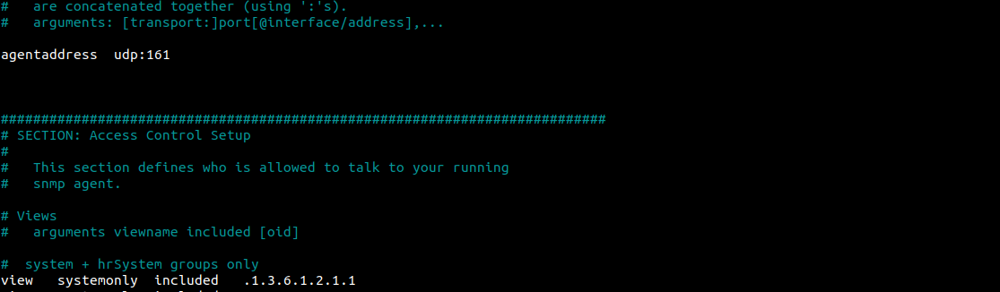 #   are concatenated together (using ':'s).
#   arguments: [transport:]port[@interface/address],...
agentaddress  udp:161
###########################################################################
# SECTION: Access Control Setup
#
#   This section defines who is allowed to talk to your running
#   snmp agent.
# Views
#   arguments viewname included [oid]
#  system + hrSystem groups only
view   systemonly  included   .1.3.6.1.2.1.1